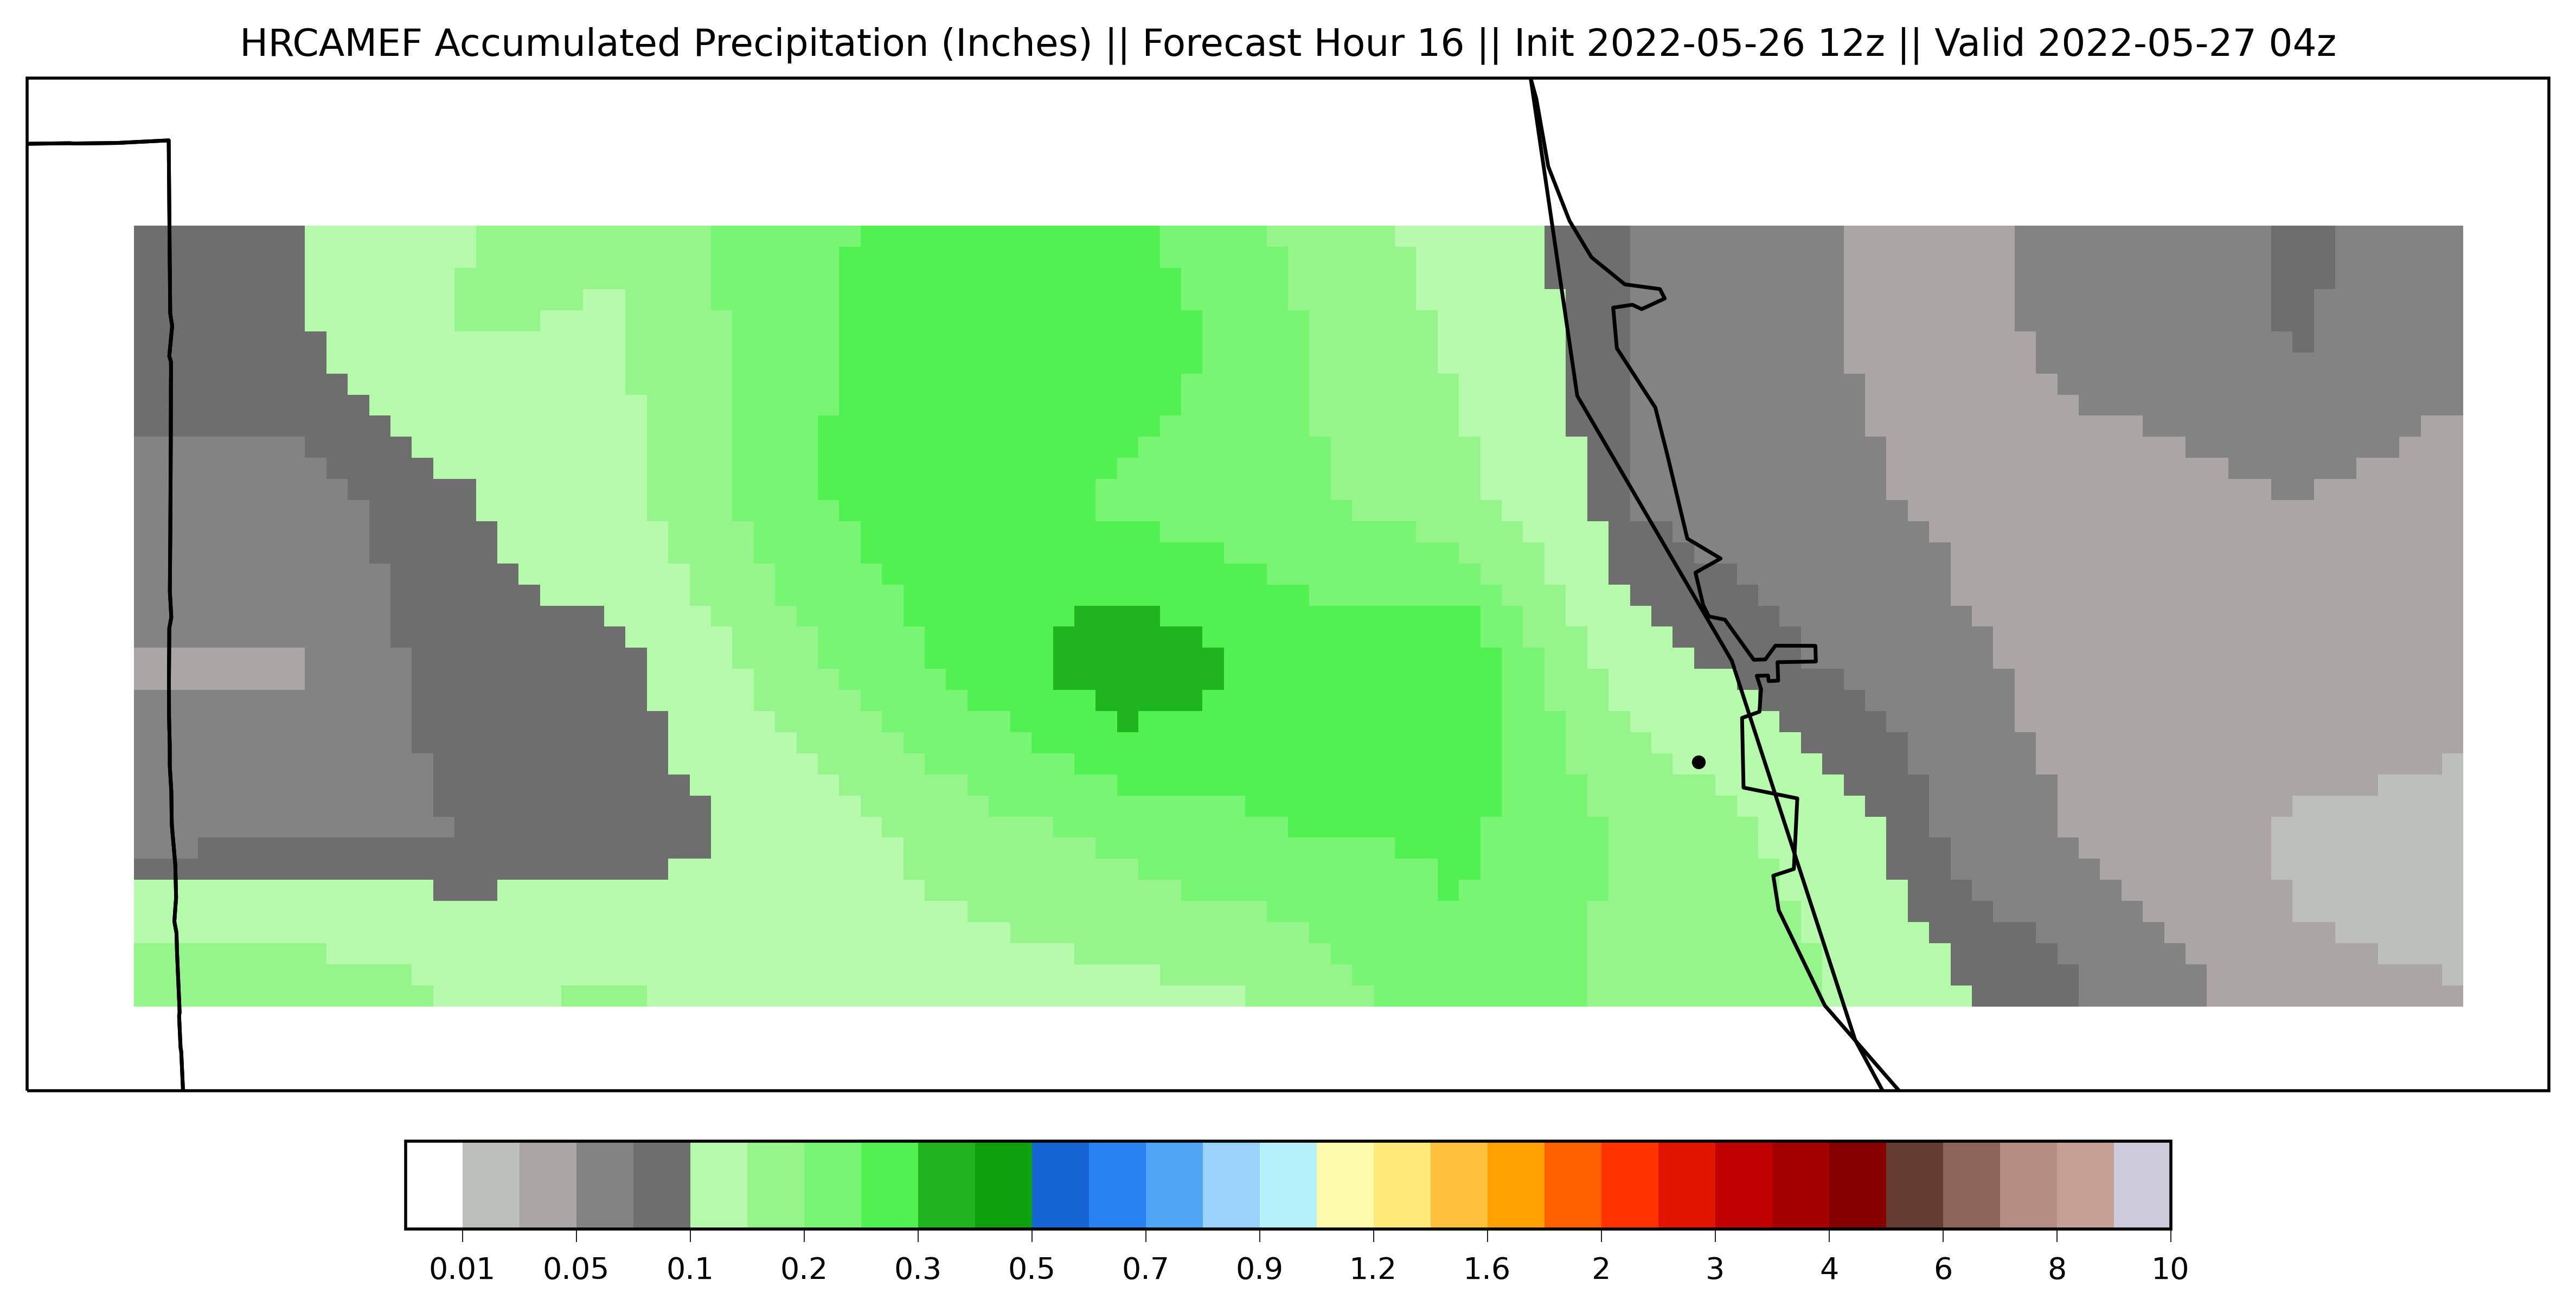 HRCAMEF Accumulated Precipitation (Inches) || Forecast Hour 16 || Init 2022-05-26 12z || Valid 2022-05-27 04z
0.01 0.05 0.1 0.2 0.3 0.5 0.7 0.9 1.2 1.6 2 3 4 6 8 10